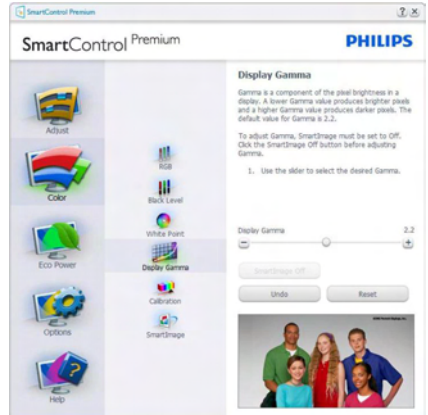 SmartControl Premium
? x
SmartControl Premium
PHILIPS
Adjust
Color
Eco Power
Options
Help
RGB
Black Level
White Point
Display Gamma
Calibration
SmartImage
Display Gamma
Gamma is a component of the pixel brightness in a
display. A lower Gamma value produces brighter pixels
and a higher Gamma value produces darker pixels. The
default value for Gamma is 2.2.
To adjust Gamma, SmartImage must be set to Off.
Click the SmartImage Off button before adjusting
Gamma.
1. Use the slider to select the desired Gamma.
Display Gamma 2.2
SmartImage Off
Undo Reset